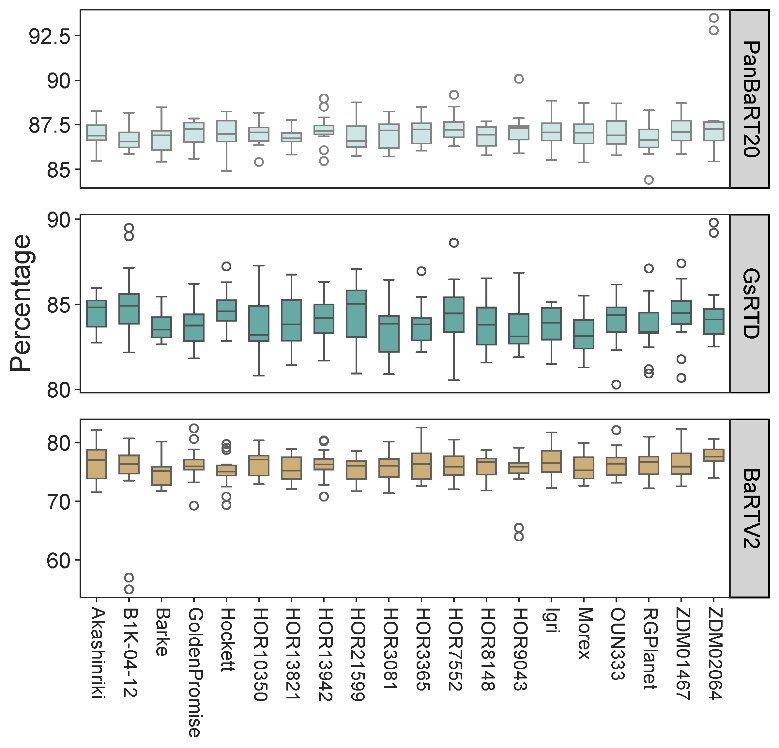 92.5
90
87.5
85
PanBaRT20
90
85
80
GsRTD
80
70
60
BaRTV2
Percentage
Akashinriki
B1K-04-12
Barke
GoldenPromise
Hockett
HOR10350
HOR13821
HOR13942
HOR21599
HOR3081
HOR3365
HOR7552
HOR8148
HOR9043
Igri
Morex
OUN333
RGPlanet
ZDM01467
ZDM02064